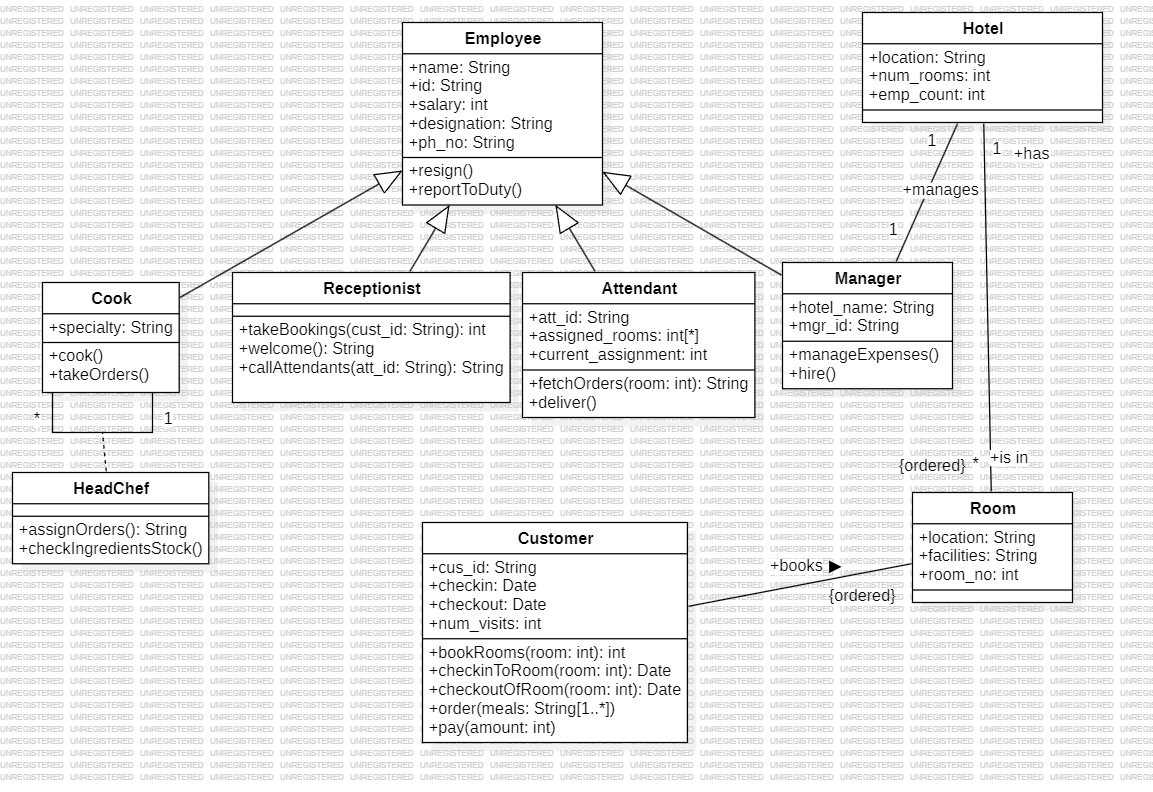 Employee
+name: String
+id: String
+salary: int
+designation: String
+ph_no: String
+resign()
+reportToDuty()
Hotel
+location: String
+num_rooms: int
+emp_count: int
1
1
+has
+manages
1
Cook
+specialty: String
+cook()
+takeOrders()
*
1
Receptionist
+takeBookings(cust_id: String): int
+welcome(): String
+callAttendants(att_id: String): String
Attendant
+att_id: String
+assigned_rooms: int[*]
+current_assignment: int
+fetchOrders(room: int): String
+deliver()
Manager
+hotel_name: String
+mgr_id: String
+manageExpenses()
+hire()
HeadChef
+assignOrders(): String
+checkIngredientsStock()
{ordered} * +is in
Room
+location: String
+facilities: String
+room_no: int
Customer
+cus_id: String
+checkin: Date
+checkout: Date
+num_visits: int
+bookRooms(room: int): int
+checkinToRoom(room: int): Date
+checkoutOfRoom(room: int): Date
+order(meals: String[1..*])
+pay(amount: int)
+books ▶
{ordered}
UNREGISTERED